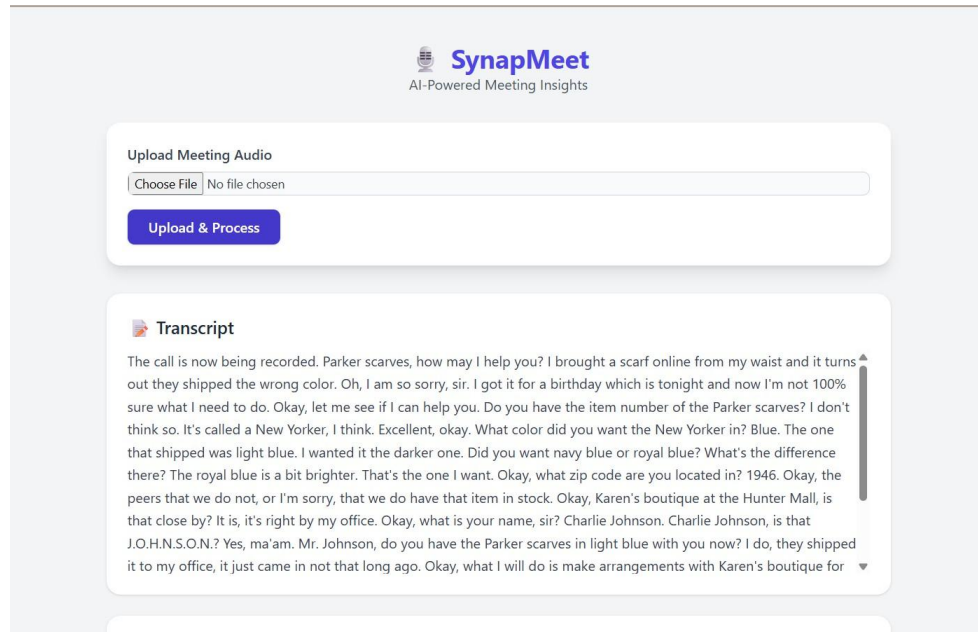 SynapMeet
AI-Powered Meeting Insights
Upload Meeting Audio
Choose File No file chosen
Upload & Process
Transcript
The call is now being recorded. Parker scarves, how may I help you? I brought a scarf online from my waist and it turns
out they shipped the wrong color. Oh, I am so sorry, sir. I got it for a birthday which is tonight and now I'm not 100%
sure what I need to do. Okay, let me see if I can help you. Do you have the item number of the Parker scarves? I don't
think so. It's called a New Yorker, I think. Excellent, okay. What color did you want the New Yorker in? Blue. The one
that shipped was light blue. I wanted it the darker one. Did you want navy blue or royal blue? What's the difference
there? The royal blue is a bit brighter. That's the one I want. Okay, what zip code are you located in? 1946. Okay, the
peers that we do not, or I'm sorry, that we do have that item in stock. Okay, Karen's boutique at the Hunter Mall, is
that close by? It is, it's right by my office. Okay, what is your name, sir? Charlie Johnson. Charlie Johnson, is that
J.O.H.N.S.O.N.? Yes, ma'am. Mr. Johnson, do you have the Parker scarves in light blue with you now? I do, they shipped
it to my office, it just came in not that long ago. Okay, what I will do is make arrangements with Karen's boutique for